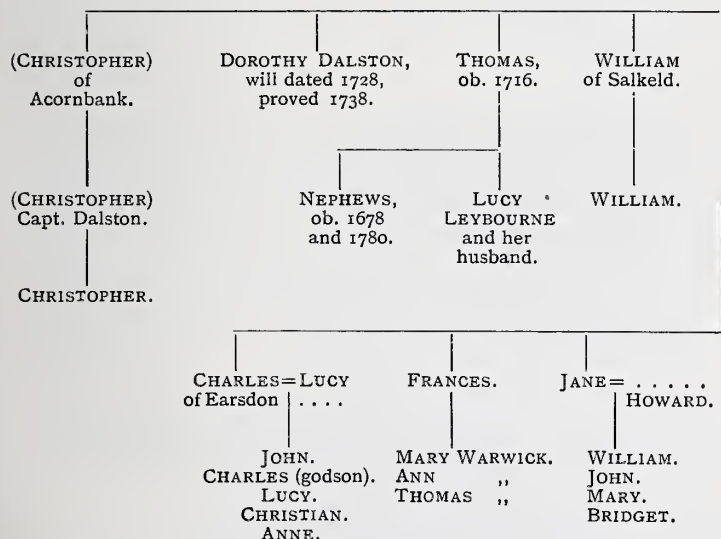 (CHRISTOPHER)
of
Acornbank.
DOROTHY DALSTON,
will dated 1728,
proved 1738.
THOMAS,
ob. 1716.
WILLIAM
of Salkeld.
(CHRISTOPHER)
Capt. Dalston.
NEPHEWS,
ob. 1678
and 1780.
LUCY
LEYBOURNE
and her
husband.
WILLIAM.
CHRISTOPHER.
CHARLES=LUCY
of Earsdon ....
FRANCES.
JANE= .....
HOWARD.
JOHN.
CHARLES (godson).
LUCY.
CHRISTIAN.
ANNE.
MARY WARWICK.
ANN ,,
THOMAS ,,
WILLIAM.
JOHN.
MARY.
BRIDGET.